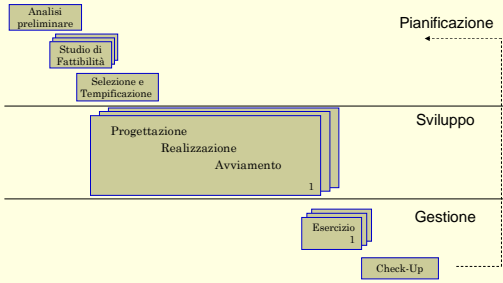 Analisi
preliminare
Pianificazione
Studio di
Fattibilità
Selezione e
Tempificazione
Sviluppo
Progettazione
Realizzazione
Avviamento
1
Gestione
Esercizio
1
Check-Up